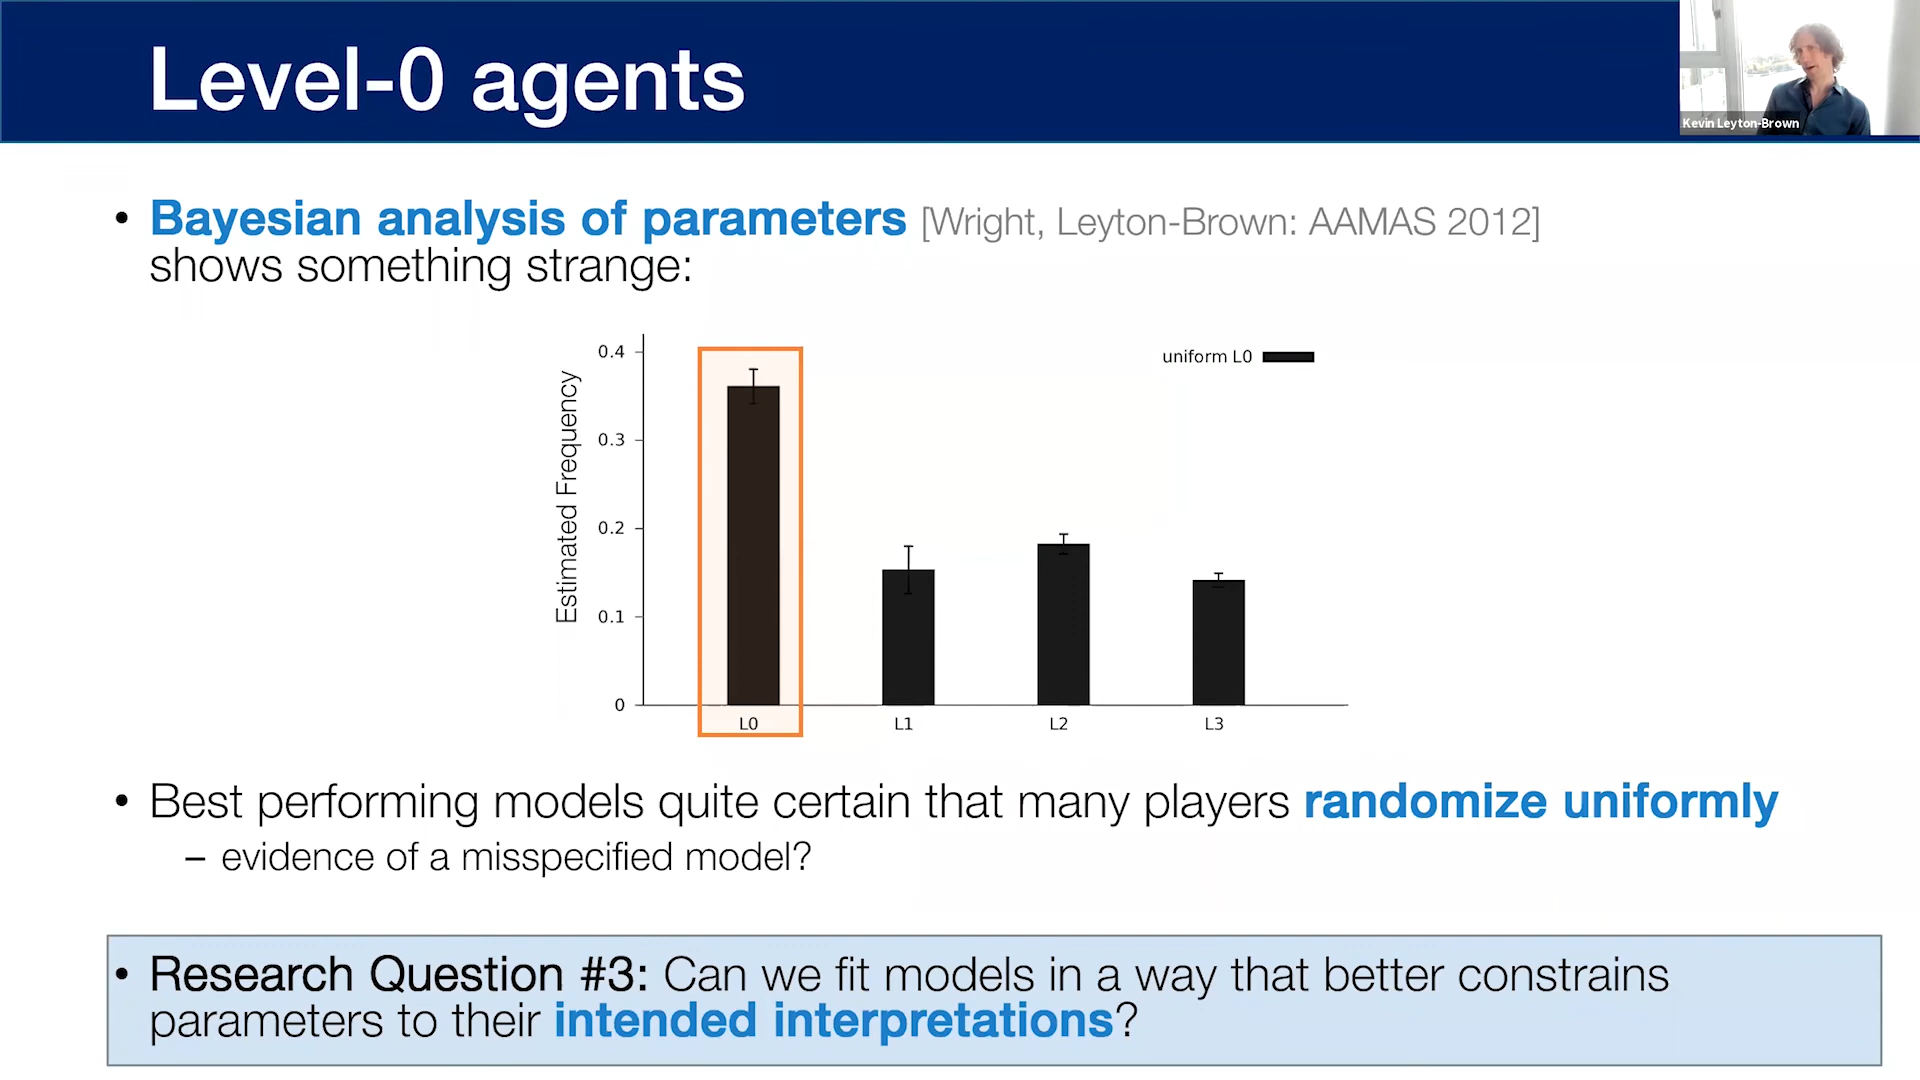 Level-0 agents
Kevin Leyton-Brown
• Bayesian analysis of parameters [Wright, Leyton-Brown: AAMAS 2012]
shows something strange:
Estimated Frequency
0.4
0.3
0.2
0.1
0
uniform L0
L0 L1 L2 L3
• Best performing models quite certain that many players randomize uniformly
– evidence of a misspecified model?
• Research Question #3: Can we fit models in a way that better constrains
parameters to their intended interpretations?